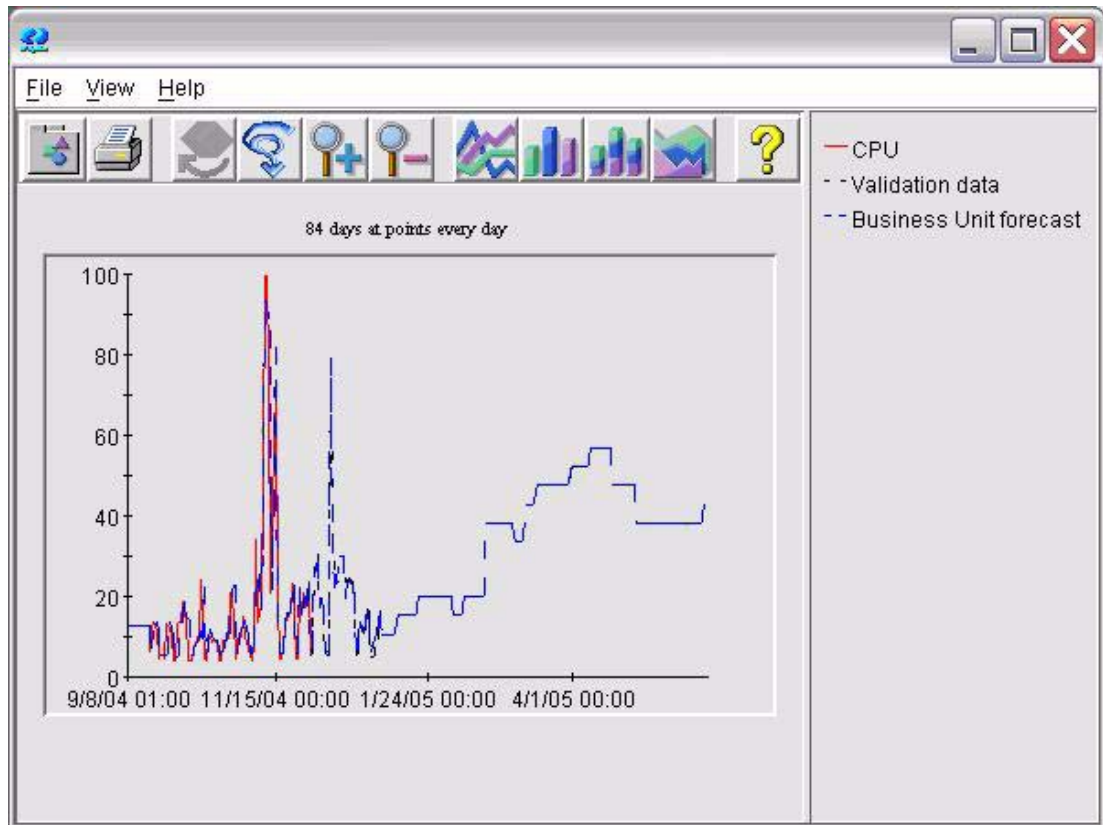 File View Help
CPU
Validation data
Business Unit forecast
84 days at points every day
100
80
60
40
20
0
9/8/04 01:00 11/15/04 00:00 1/24/05 00:00 4/1/05 00:00